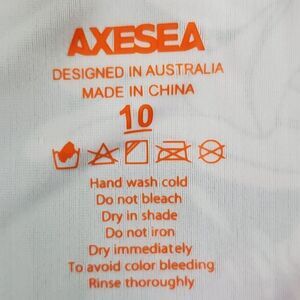 AXESEA
DESIGNED IN AUSTRALIA
MADE IN CHINA
10
Hand wash cold
Do not bleach
Dry in shade
Do not iron
Dry immediately
To avoid color bleeding
Rinse thoroughly